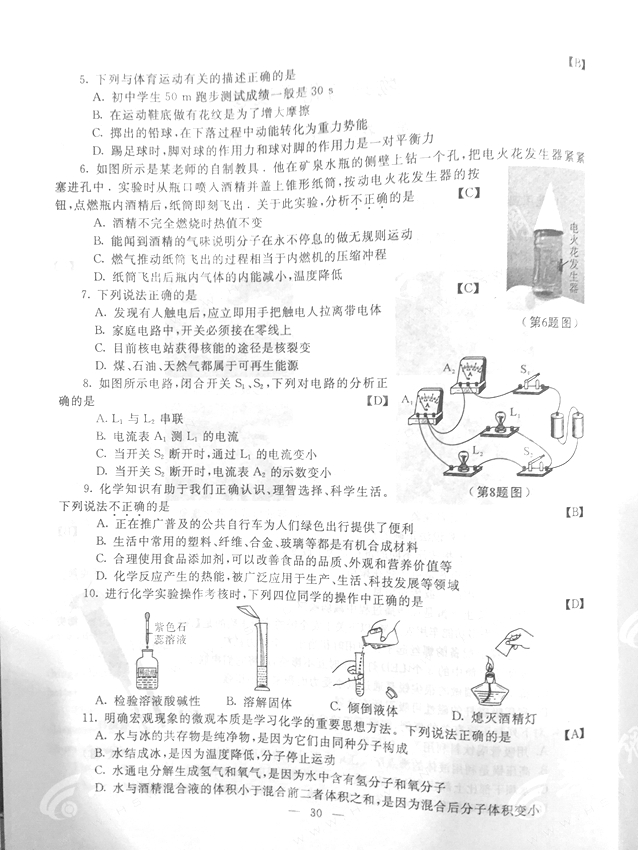 【B】
5. 下列与体育运动有关的描述正确的是
A. 初中学生50 m跑步测试成绩一般是30 s
B. 在运动鞋底做有花纹是为了增大摩擦
C. 掷出的铅球,在下落过程中动能转化为重力势能
D. 踢足球时,脚对球的作用力和球对脚的作用力是一对平衡力
6. 如图所示是某老师的自制教具. 他在矿泉水瓶的侧壁上钻一个孔,把电火花发生器紧紧
塞进孔中. 实验时从瓶口喷入酒精并盖上锥形纸筒,按动电火花发生器的按
钮,点燃瓶内酒精后,纸筒即刻飞出. 关于此实验,分析不正确的是 【C】
A. 酒精不完全燃烧时热值不变
B. 能闻到酒精的气味说明分子在永不停息的做无规则运动
C. 燃气推动纸筒飞出的过程相当于内燃机的压缩冲程
D. 纸筒飞出后瓶内气体的内能减小,温度降低
电火花发生器
(第6题图)
7. 下列说法正确的是 【C】
A. 发现有人触电后,应立即用手把触电人拉离带电体
B. 家庭电路中,开关必须接在零线上
C. 目前核电站获得核能的途径是核裂变
D. 煤、石油、天然气都属于可再生能源
8. 如图所示电路,闭合开关S₁、S₂,下列对电路的分析正
确的是 【D】
A. L₁ 与 L₂ 串联
B. 电流表 A₁ 测 L₁ 的电流
C. 当开关 S₂ 断开时,通过 L₁ 的电流变小
D. 当开关 S₂ 断开时,电流表 A₂ 的示数变小
A₂
S₁
A₁
L₁
L₂
S₂
(第8题图)
9. 化学知识有助于我们正确认识、理智选择、科学生活。
下列说法不正确的是 【B】
A. 正在推广普及的公共自行车为人们绿色出行提供了便利
B. 生活中常用的塑料、纤维、合金、玻璃等都是有机合成材料
C. 合理使用食品添加剂,可以改善食品的品质、外观和营养价值等
D. 化学反应产生的热能,被广泛应用于生产、生活、科技发展等领域
10. 进行化学实验操作考核时,下列四位同学的操作中正确的是 【D】
紫色石
蕊溶液
A. 检验溶液酸碱性 B. 溶解固体 C. 倾倒液体 D. 熄灭酒精灯
11. 明确宏观现象的微观本质是学习化学的重要思想方法。下列说法正确的是 【A】
A. 水与冰的共存物是纯净物,是因为它们由同种分子构成
B. 水结成冰,是因为温度降低,分子停止运动
C. 水通电分解生成氢气和氧气,是因为水中含有氢分子和氧分子
D. 水与酒精混合液的体积小于混合前二者体积之和,是因为混合后分子体积变小
— 30 —